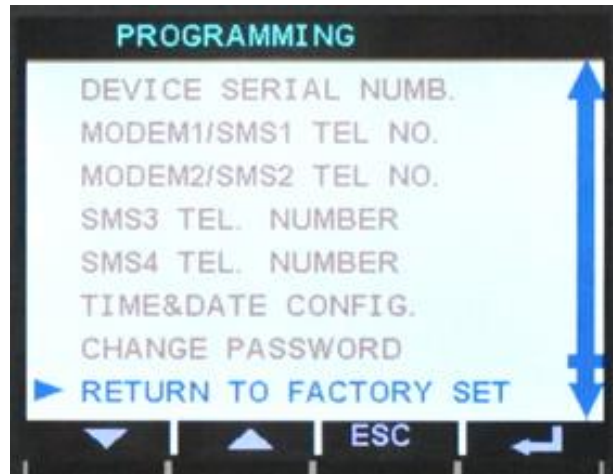 PROGRAMMING
DEVICE SERIAL NUMB.
MODEM1/SMS1 TEL NO.
MODEM2/SMS2 TEL NO.
SMS3 TEL. NUMBER
SMS4 TEL. NUMBER
TIME&DATE CONFIG.
CHANGE PASSWORD
RETURN TO FACTORY SET
ESC